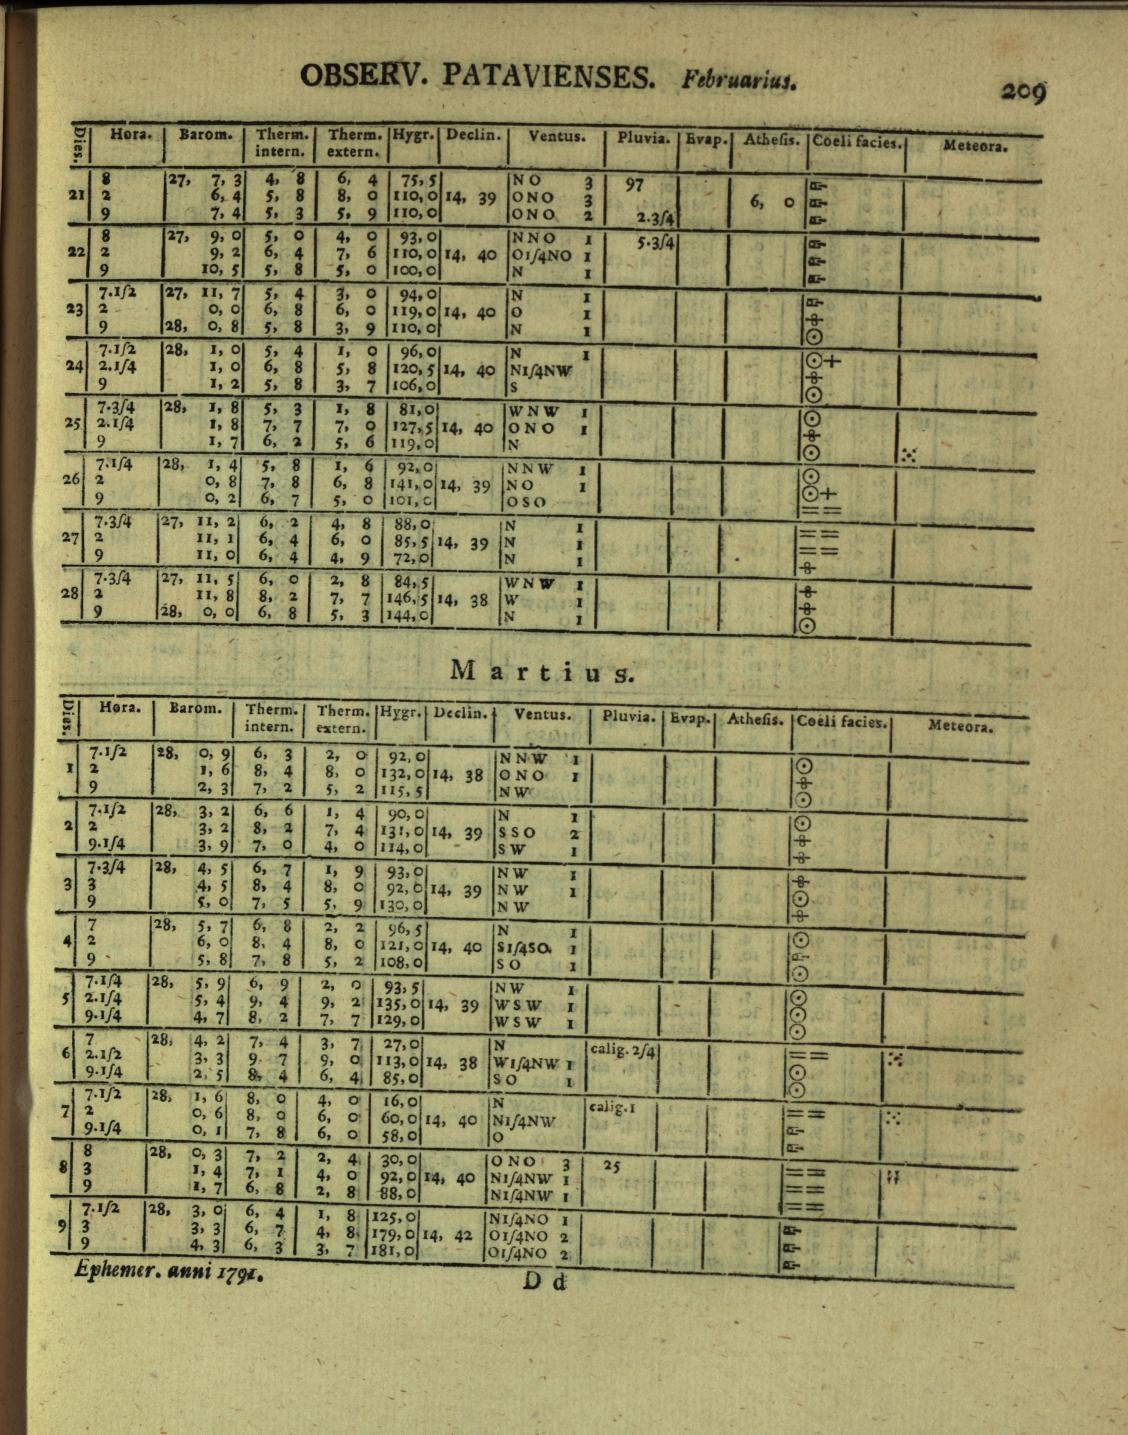 OBSERV. PATAVIENSES. Februarius. 209
Dies. Hora. Barom. Therm. intern. Therm. extern. Hygr. Declin. Ventus. Pluvia. Evap. Athesis. Coeli facies. Meteora.
8 27, 7, 3 4, 8 6, 4 75, 5 NO 3 97
21 2 6, 4 5, 8 8, 0 110, 0 14, 39 ONO 3 6, 0
9 7, 4 5, 3 5, 9 110, 0 ONO 2 2.3/4
8 27, 9, 0 5, 0 4, 0 93, 0 NNO 1 5.3/4
22 2 9, 2 6, 4 7, 6 110, 0 14, 40 O1/4NO 1
9 10, 5 5, 8 5, 0 100, 0 N 1
7.1/2 27, 11, 7 5, 4 3, 0 94, 0 N 1
23 2 0, 0 6, 8 6, 0 119, 0 14, 40 O 1
9 28, 0, 8 5, 8 3, 9 110, 0 N 1
7.1/2 28, 1, 0 5, 4 1, 0 96, 0 N 1 ⊙+
24 2.1/4 1, 0 6, 8 5, 8 120, 5 14, 40 N1/4NW
9 1, 2 5, 8 3, 7 106, 0 S ⊙
7.3/4 28, 1, 8 5, 3 1, 8 81, 0 WNW 1 ⊙
25 2.1/4 1, 8 7, 7 7, 0 127, 5 14, 40 ONO 1
9 1, 7 6, 2 5, 6 119, 0 N ⊙
7.1/4 28, 1, 4 5, 8 1, 6 92, 0 NNW 1 ⊙
26 2 0, 8 7, 8 6, 8 141, 0 14, 39 NO 1 ⊙+
9 0, 2 6, 7 5, 0 101, 0 OSO ==
7.3/4 27, 11, 2 6, 2 4, 8 88, 0 N 1 ==
27 2 11, 1 6, 4 6, 0 85, 5 14, 39 N 1 ==
9 11, 0 6, 4 4, 9 72, 0 N 1
7.3/4 27, 11, 5 6, 0 2, 8 84, 5 WNW 1
28 2 11, 8 8, 2 7, 7 146, 5 14, 38 W 1
9 28, 0, 0 6, 8 5, 3 144, 0 N 1 ⊙
Martius.
Dies. Hora. Barom. Therm. intern. Therm. extern. Hygr. Declin. Ventus. Pluvia. Evap. Athesis. Coeli facies. Meteora.
7.1/2 28, 0, 9 6, 3 2, 0 92, 0 NNW 1 ⊙
1 2 1, 6 8, 4 8, 0 132, 0 14, 38 ONO 1
9 2, 3 7, 2 5, 2 115, 5 NW ⊙
7.1/2 28, 3, 2 6, 6 1, 4 90, 0 N 1 ⊙
2 2 3, 2 8, 2 7, 4 131, 0 14, 39 SSO 2
9.1/4 3, 9 7, 0 4, 0 114, 0 SW 1
7.3/4 28, 4, 5 6, 7 1, 9 93, 0 NW 1
3 3 4, 5 8, 4 8, 0 92, 0 14, 39 NW 1 ⊙
9 5, 0 7, 5 5, 9 130, 0 NW
7 28, 5, 7 6, 8 2, 2 96, 5 N 1 ⊙
4 2 6, 0 8, 4 8, 0 121, 0 14, 40 S1/4SO 1
9 5, 8 7, 8 5, 2 108, 0 SO 1 ⊙
7.1/4 28, 5, 9 6, 9 2, 0 93, 5 NW 1 ⊙
5 2.1/4 5, 4 9, 4 9, 2 135, 0 14, 39 WSW 1 ⊙
9.1/4 4, 7 8, 2 7, 7 129, 0 WSW 1 ⊙
7 28, 4, 2 7, 4 3, 7 27, 0 N calig. 2/4 ==
6 2.1/2 3, 3 9, 7 9, 0 113, 0 14, 38 W1/4NW 1 ⊙
9.1/4 2, 5 8, 4 6, 4 85, 0 SO 1 ⊙
7.1/2 28, 1, 6 8, 0 4, 0 16, 0 N calig. 1 ==
7 2 0, 6 8, 0 6, 0 60, 0 14, 40 N1/4NW
9.1/4 0, 1 7, 8 6, 0 58, 0 O
8 28, 0, 3 7, 2 2, 4 30, 0 ONO 3 25 ==
8 3 1, 4 7, 1 4, 0 92, 0 14, 40 N1/4NW 1 ==
9 1, 7 6, 8 2, 8 88, 0 N1/4NW 1 ==
7.1/2 28, 3, 0 6, 4 1, 8 125, 0 N1/4NO 1
9 3 3, 3 6, 7 4, 8 179, 0 14, 42 O1/4NO 2
9 4, 3 6, 3 3, 7 181, 0 O1/4NO 2
Ephemer. anni 1791. D d